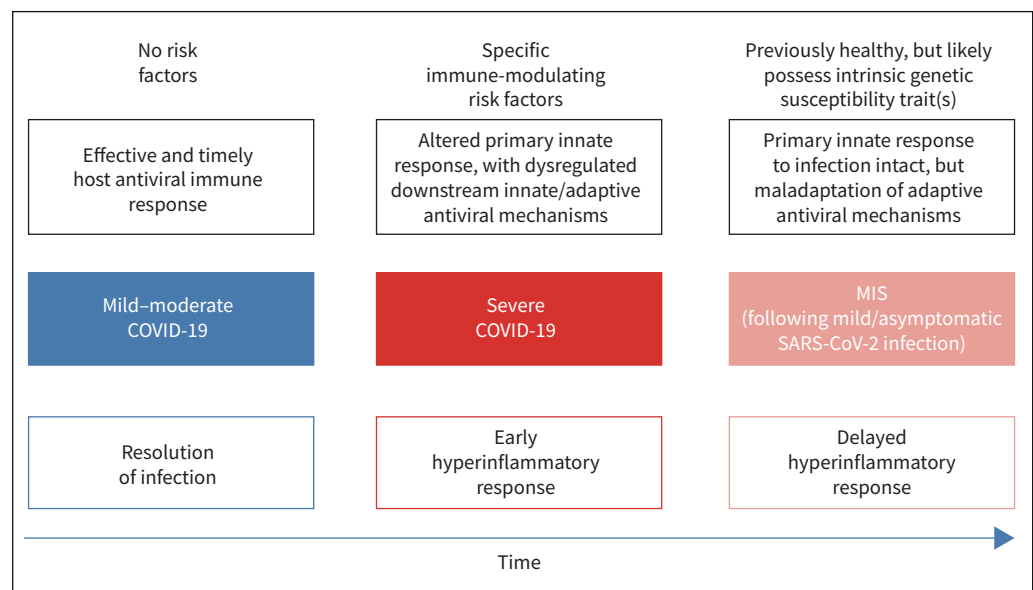 No risk
factors
Specific
immune-modulating
risk factors
Previously healthy, but likely
possess intrinsic genetic
susceptibility trait(s)
Effective and timely
host antiviral immune
response
Altered primary innate
response, with dysregulated
downstream innate/adaptive
antiviral mechanisms
Primary innate response
to infection intact, but
maladaptation of adaptive
antiviral mechanisms
Mild–moderate
COVID-19
Severe
COVID-19
MIS
(following mild/asymptomatic
SARS-CoV-2 infection)
Resolution
of infection
Early
hyperinflammatory
response
Delayed
hyperinflammatory
response
Time